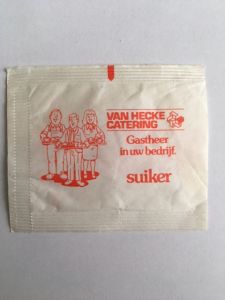 VAN HECKE
CATERING
Gastheer
in uw bedrijf.
suiker